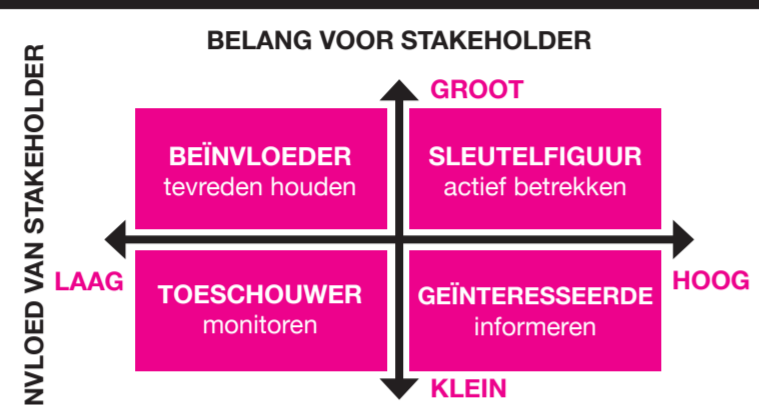 BELANG VOOR STAKEHOLDER
NVLOED VAN STAKEHOLDER
GROOT
BEÏNVLOEDER
tevreden houden
SLEUTELFIGUUR
actief betrekken
LAAG
HOOG
TOESCHOUWER
monitoren
GEÏNTERESSEERDE
informeren
KLEIN